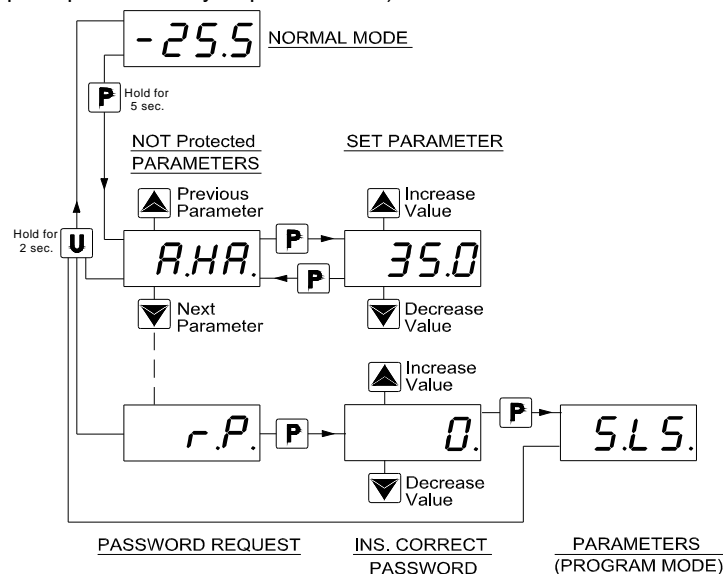 -25.5 NORMAL MODE
P Hold for
5 sec.
NOT Protected
PARAMETERS
SET PARAMETER
Previous
Parameter
Increase
Value
Hold for
2 sec.
U
P
A.HA.
35.0
P
Next
Parameter
Decrease
Value
Increase
Value
r.P.
P
0.
P
S.LS.
Decrease
Value
PASSWORD REQUEST
INS. CORRECT
PASSWORD
PARAMETERS
(PROGRAM MODE)